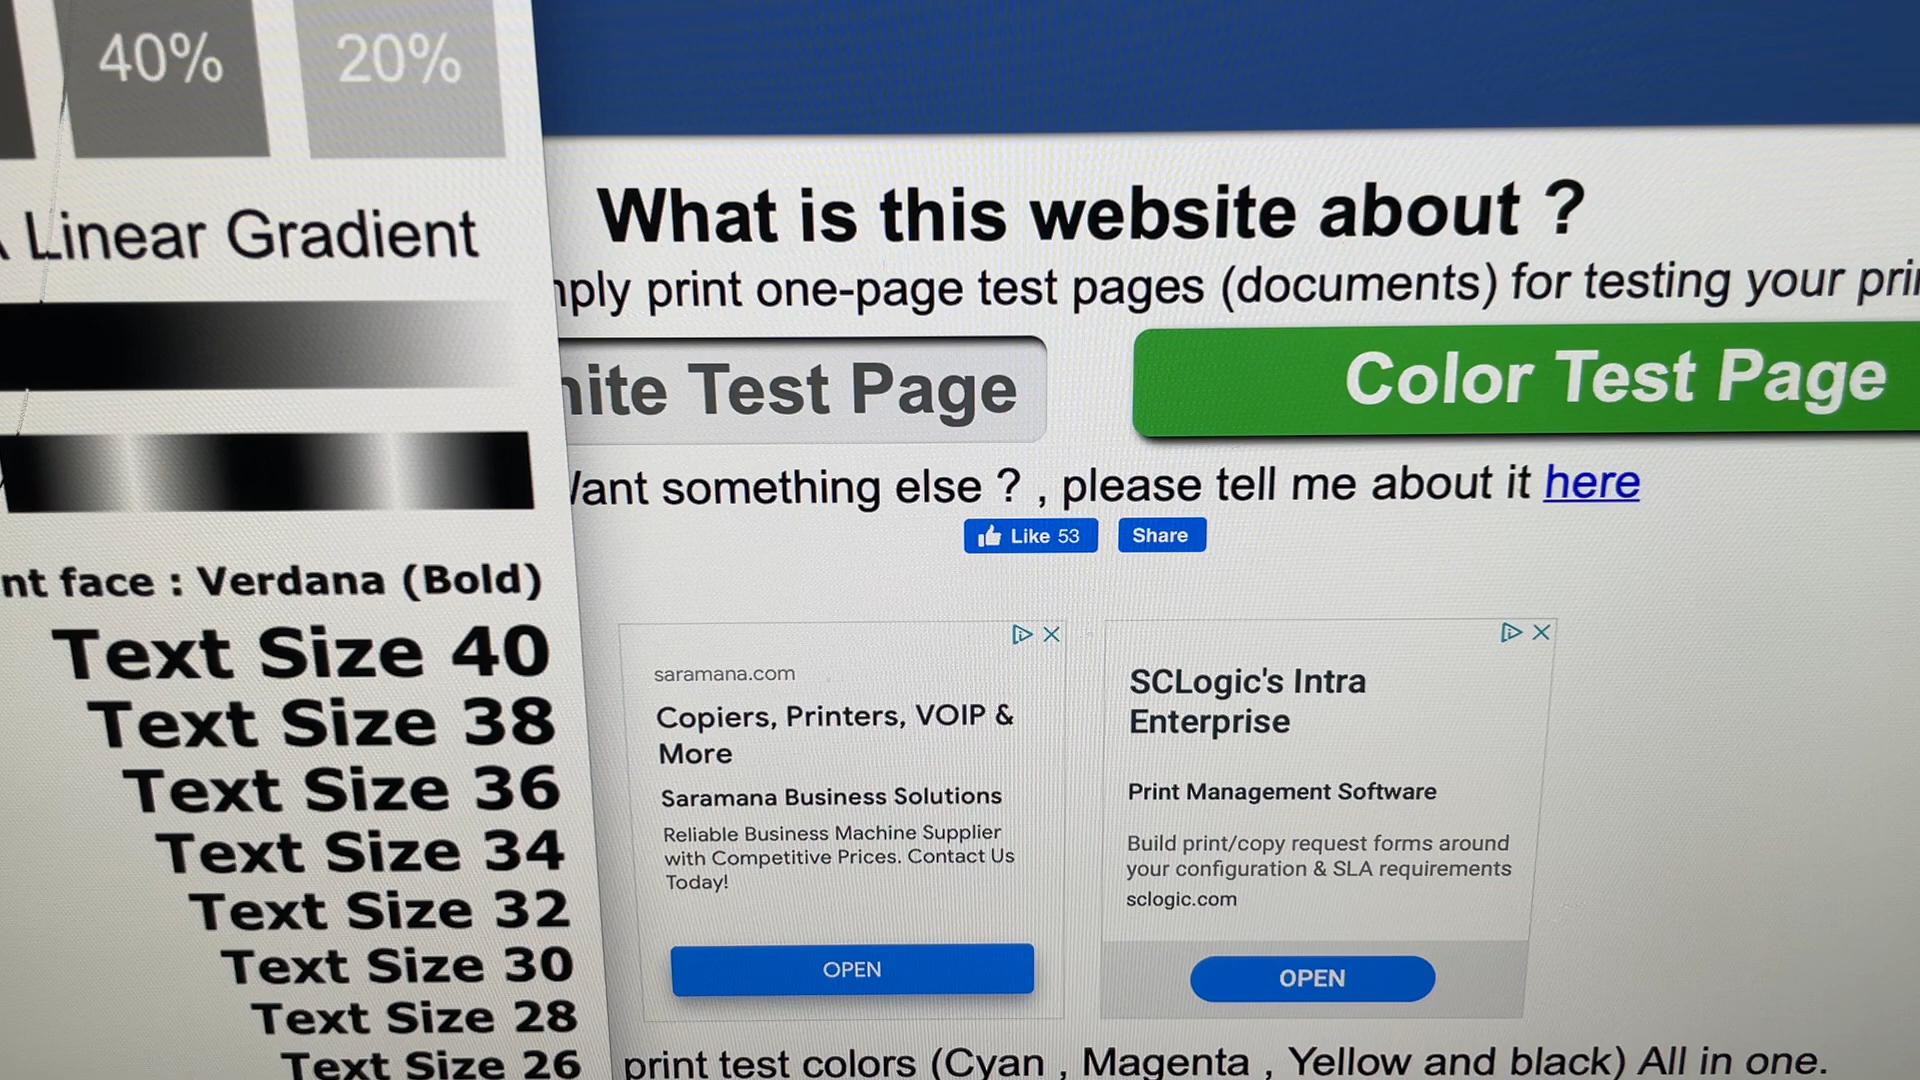 40% 20%
Linear Gradient
face : Verdana (Bold)
Text Size 40
Text Size 38
Text Size 36
Text Size 34
Text Size 32
Text Size 30
Text Size 28
Text Size 26
What is this website about ?
print one-page test pages (documents) for testing your
Test Page
Color Test Page
something else ? , please tell me about it here
Like 53
Share
saramana.com
Copiers, Printers, VOIP &
More
Saramana Business Solutions
Reliable Business Machine Supplier
with Competitive Prices. Contact Us
Today!
OPEN
SCLogic's Intra
Enterprise
Print Management Software
Build print/copy request forms around
your configuration & SLA requirements
sclogic.com
OPEN
print test colors (Cyan , Magenta , Yellow and black) All in one.